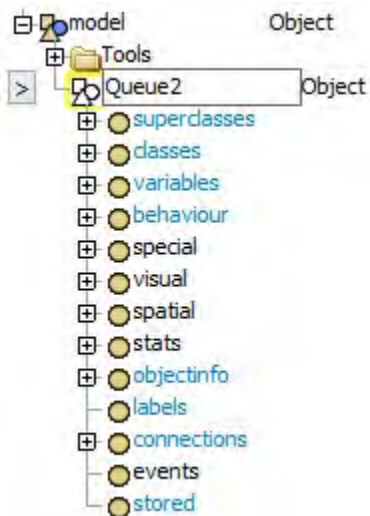 model Object
Tools
> Queue2 Object
superclasses
classes
variables
behaviour
special
visual
spatial
stats
objectinfo
labels
connections
events
stored